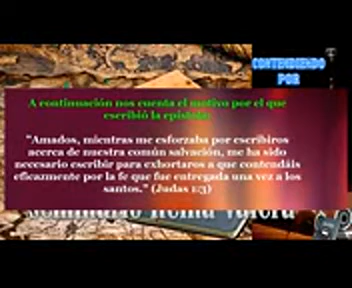 CONTENDIENDO
POR
A continuación nos cuenta el motivo por el que
escribió la epístola:
"Amados, mientras me esforzaba por escribiros
acerca de nuestra común salvación, me ha sido
necesario escribir para exhortaros a que contendáis
eficazmente por la fe que fue entregada una vez a los
santos." (Judas 1:3)
Seminario Reina Valera